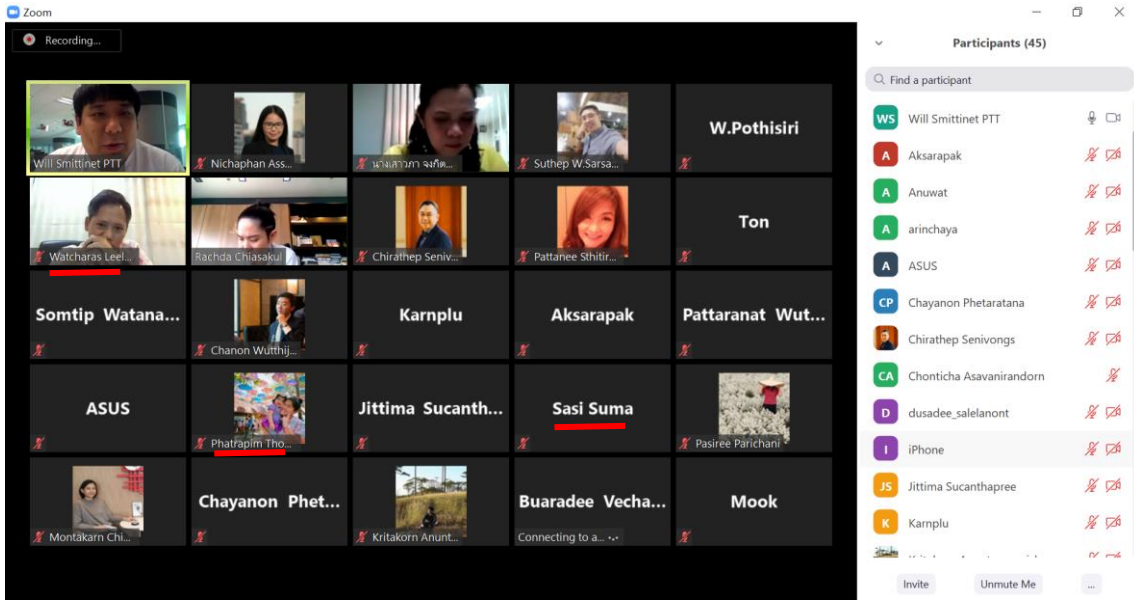 Zoom
Recording...
Participants (45)
Find a participant
Will Smittinet PTT
Nichaphan Ass...
นางเสาวภา จงกิต...
Suthep W.Sarsa...
W.Pothisiri
Watcharas Leel...
Rachda Chiasakul
Chirathep Seniv...
Pattanee Sthitir...
Ton
Somtip Watana...
Chanon Wutthij...
Karnplu
Aksarapak
Pattaranat Wut...
ASUS
Phatrapim Tho...
Jittima Sucanth...
Sasi Suma
Pasiree Parichani
Montakarn Chi...
Chayanon Phet...
Kritakorn Anunt...
Buaradee Vecha...
Connecting to a...
Mook
WS Will Smittinet PTT
A Aksarapak
A Anuwat
A arinchaya
A ASUS
CP Chayanon Phetaratana
Chirathep Senivongs
CA Chonticha Asavanirandorn
D dusadee_salelanont
I iPhone
JS Jittima Sucanthapree
K Karnplu
Invite
Unmute Me
...